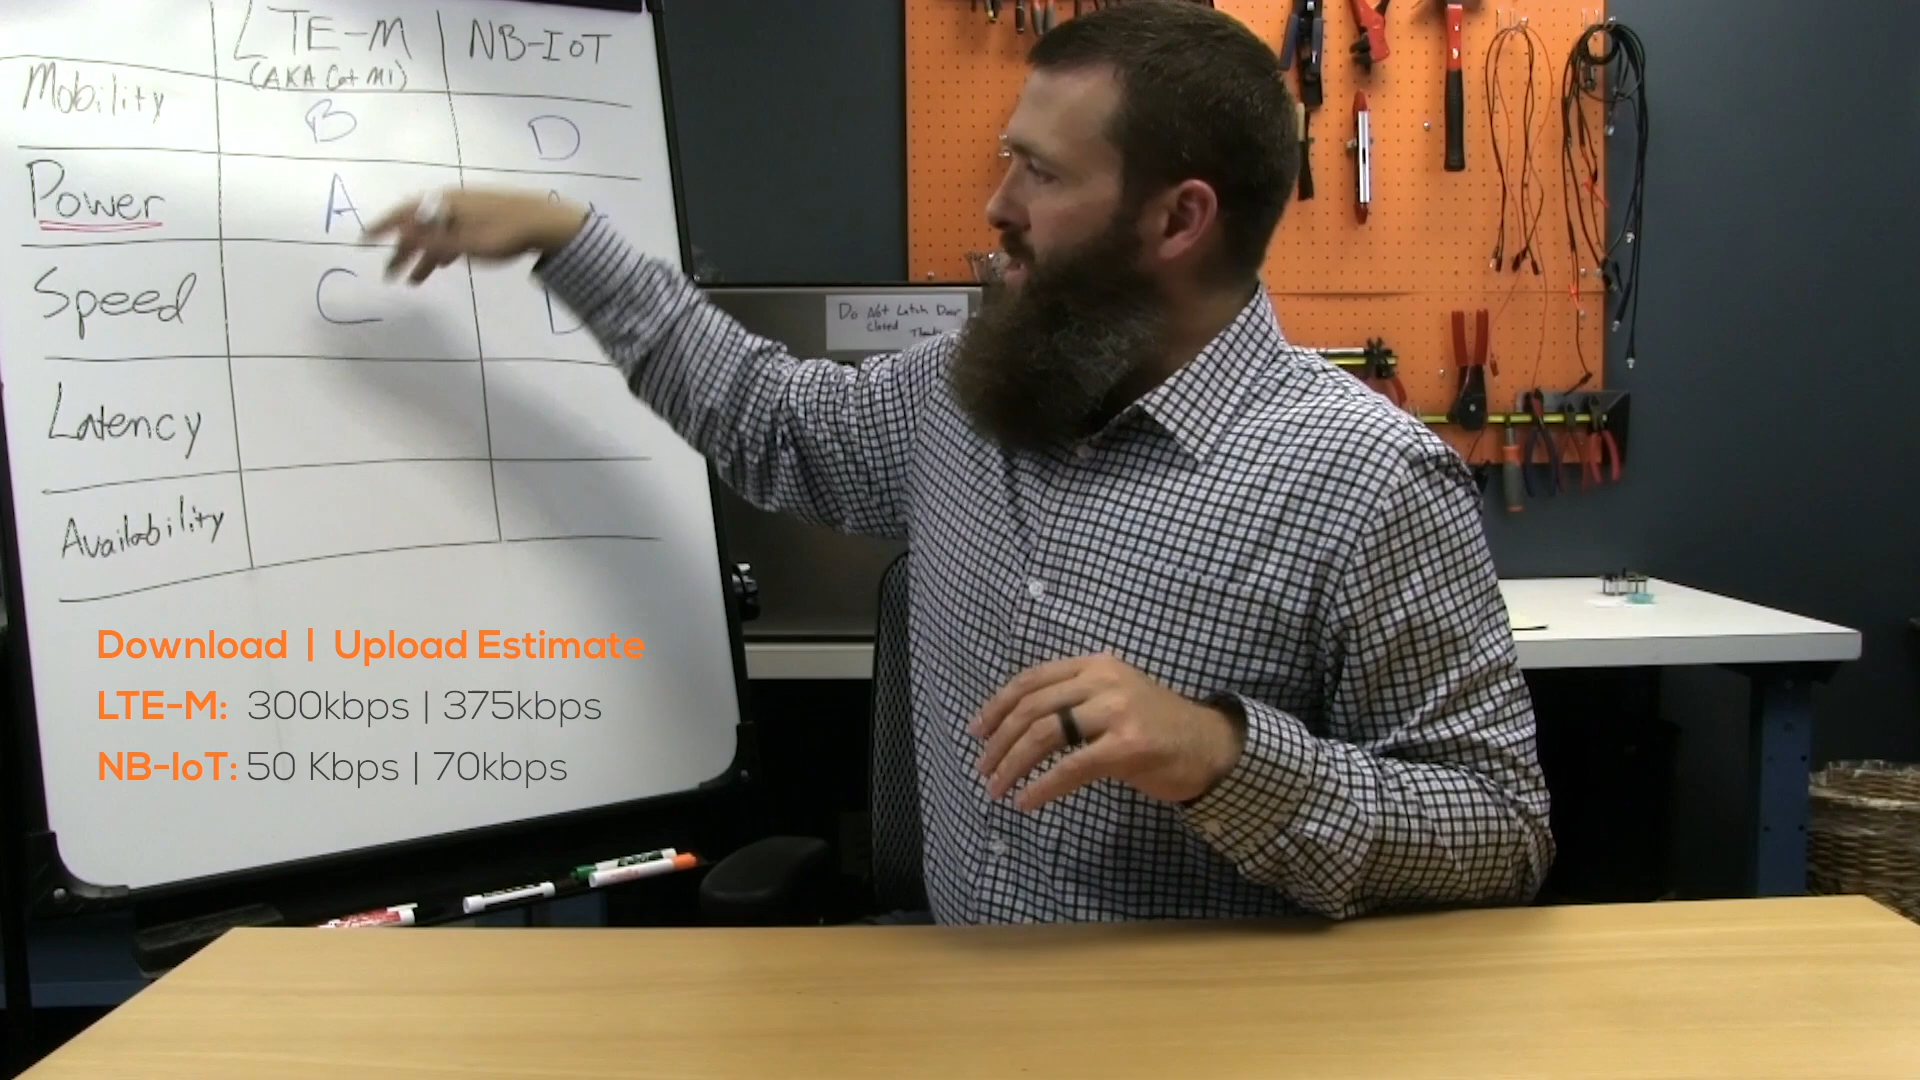 LTE-M NB-IoT
(AKA Cat M1)
Mobility B D
Power A A
Speed C D
Latency
Availability
Do Not Latch Door
Closed Thanks
Download | Upload Estimate
LTE-M: 300kbps | 375kbps
NB-IoT: 50 Kbps | 70kbps